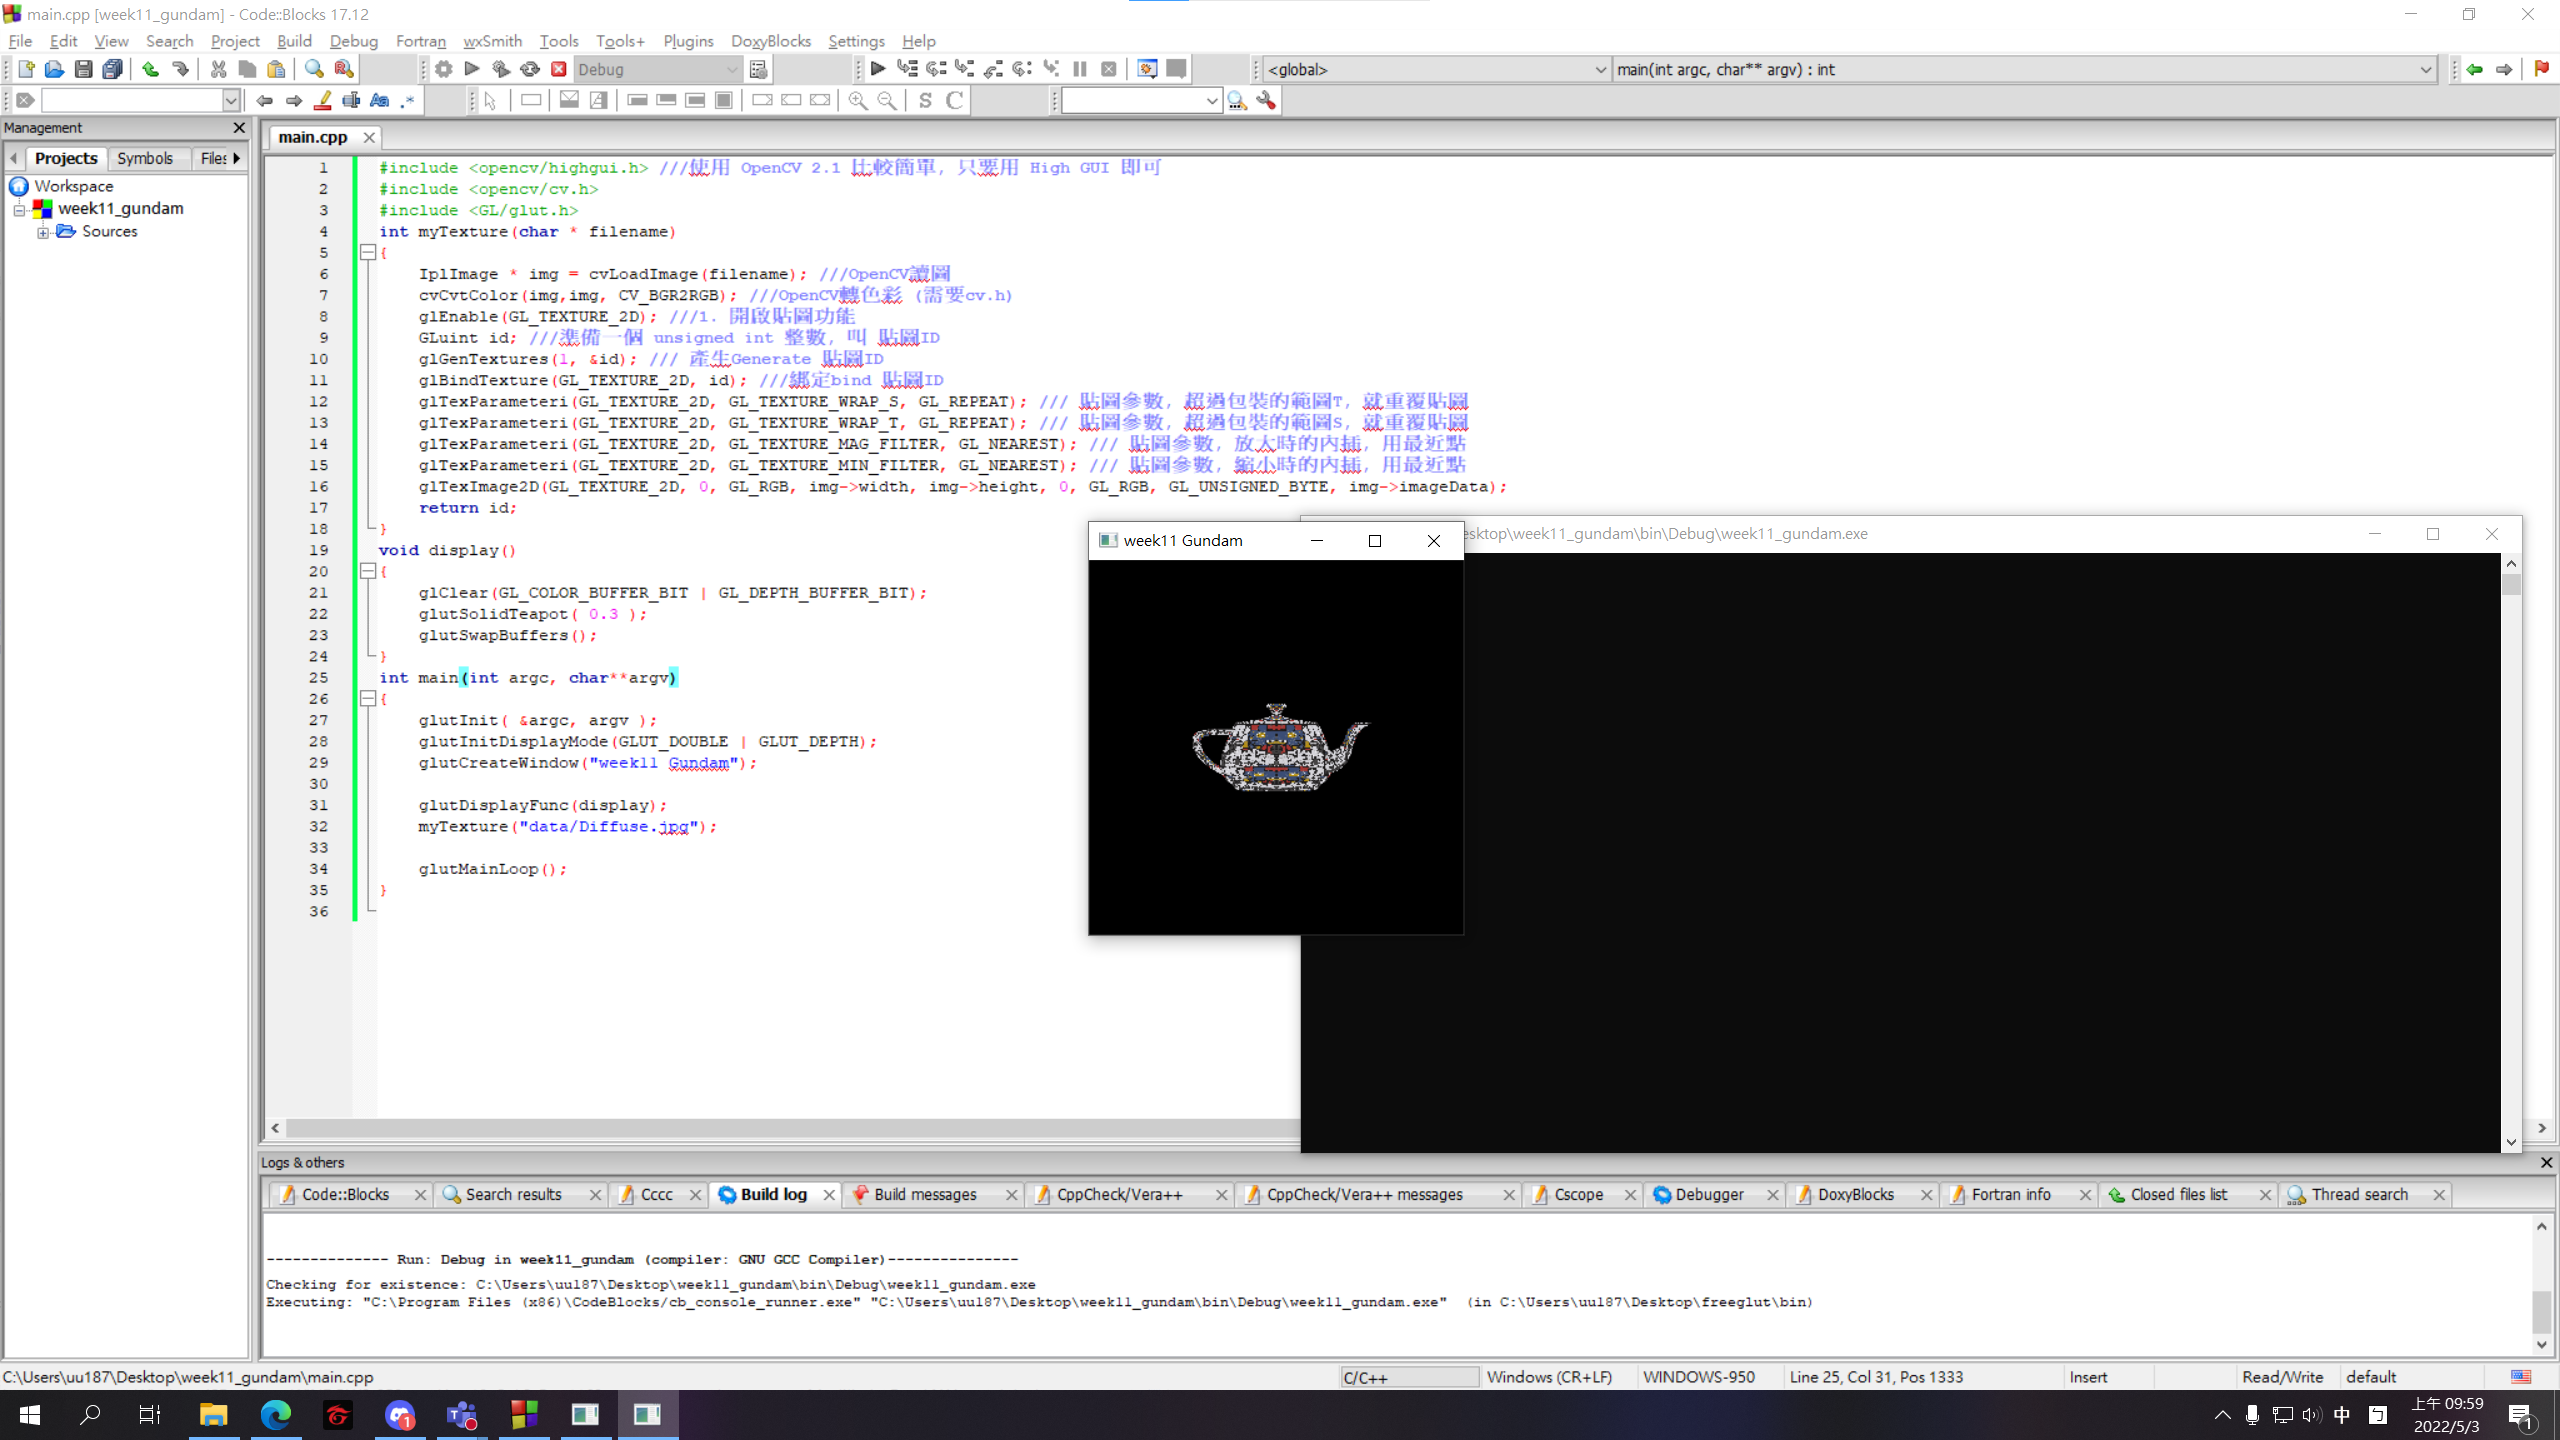 main.cpp [week11_gundam] - Code::Blocks 17.12
File Edit View Search Project Build Debug Fortran wxSmith Tools Tools+ Plugins DoxyBlocks Settings Help
Debug
<global>
main(int argc, char** argv) : int
S C
Management
Projects Symbols Files
Workspace
week11_gundam
Sources
main.cpp
1 #include <opencv/highgui.h> ///使用 OpenCV 2.1 比較簡單, 只要用 High GUI 即可
2 #include <opencv/cv.h>
3 #include <GL/glut.h>
4 int myTexture(char * filename)
5 {
6 IplImage * img = cvLoadImage(filename); ///OpenCV讀圖
7 cvCvtColor(img,img, CV_BGR2RGB); ///OpenCV轉色彩 (需要cv.h)
8 glEnable(GL_TEXTURE_2D); ///1. 開啟貼圖功能
9 GLuint id; ///準備一個 unsigned int 整數, 叫 貼圖ID
10 glGenTextures(1, &id); /// 產生Generate 貼圖ID
11 glBindTexture(GL_TEXTURE_2D, id); ///綁定bind 貼圖ID
12 glTexParameteri(GL_TEXTURE_2D, GL_TEXTURE_WRAP_S, GL_REPEAT); /// 貼圖參數, 超過包裝的範圍T, 就重覆貼圖
13 glTexParameteri(GL_TEXTURE_2D, GL_TEXTURE_WRAP_T, GL_REPEAT); /// 貼圖參數, 超過包裝的範圍S, 就重覆貼圖
14 glTexParameteri(GL_TEXTURE_2D, GL_TEXTURE_MAG_FILTER, GL_NEAREST); /// 貼圖參數, 放大時的內插, 用最近點
15 glTexParameteri(GL_TEXTURE_2D, GL_TEXTURE_MIN_FILTER, GL_NEAREST); /// 貼圖參數, 縮小時的內插, 用最近點
16 glTexImage2D(GL_TEXTURE_2D, 0, GL_RGB, img->width, img->height, 0, GL_RGB, GL_UNSIGNED_BYTE, img->imageData);
17 return id;
18 }
19 void display()
20 {
21 glClear(GL_COLOR_BUFFER_BIT | GL_DEPTH_BUFFER_BIT);
22 glutSolidTeapot( 0.3 );
23 glutSwapBuffers();
24 }
25 int main(int argc, char**argv)
26 {
27 glutInit( &argc, argv );
28 glutInitDisplayMode(GLUT_DOUBLE | GLUT_DEPTH);
29 glutCreateWindow("week11 Gundam");
30
31 glutDisplayFunc(display);
32 myTexture("data/Diffuse.jpg");
33
34 glutMainLoop();
35 }
36
week11 Gundam
esktop\week11_gundam\bin\Debug\week11_gundam.exe
Logs & others
Code::Blocks Search results Cccc Build log Build messages CppCheck/Vera++ CppCheck/Vera++ messages Cscope Debugger DoxyBlocks Fortran info Closed files list Thread search
-------------- Run: Debug in week11_gundam (compiler: GNU GCC Compiler)---------------
Checking for existence: C:\Users\uu187\Desktop\week11_gundam\bin\Debug\week11_gundam.exe
Executing: "C:\Program Files (x86)\CodeBlocks/cb_console_runner.exe" "C:\Users\uu187\Desktop\week11_gundam\bin\Debug\week11_gundam.exe" (in C:\Users\uu187\Desktop\freeglut\bin)
C:\Users\uu187\Desktop\week11_gundam\main.cpp C/C++ Windows (CR+LF) WINDOWS-950 Line 25, Col 31, Pos 1333 Insert Read/Write default
中 上午 09:59
2022/5/3